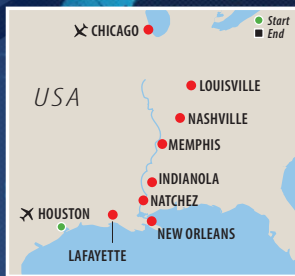 Start
End
CHICAGO
USA
LOUISVILLE
NASHVILLE
MEMPHIS
INDIANOLA
NATCHEZ
HOUSTON
NEW ORLEANS
LAFAYETTE